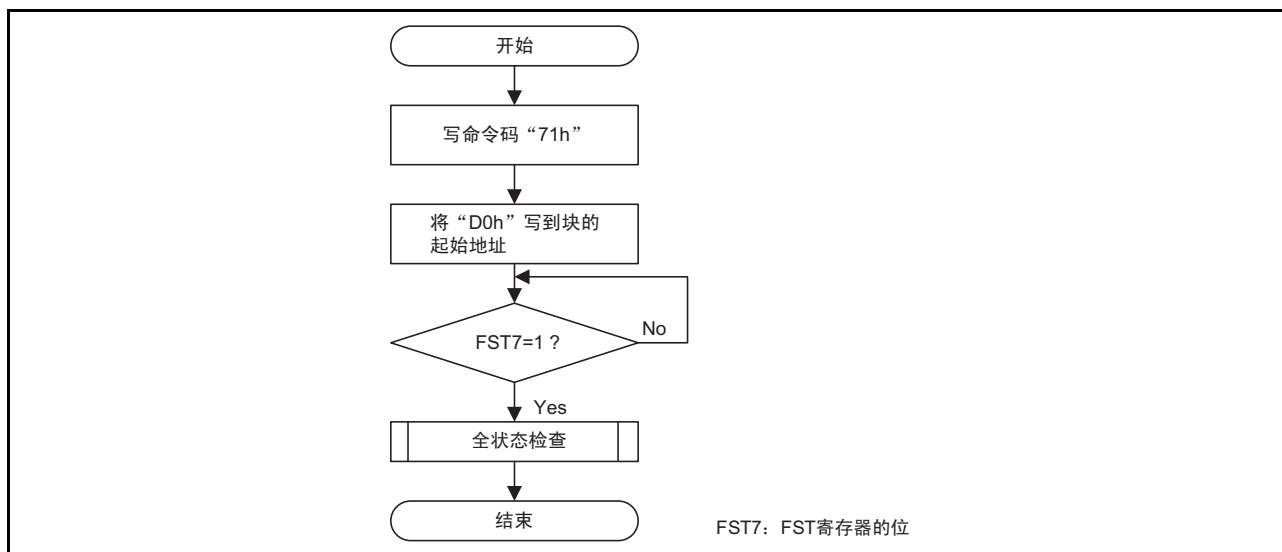 开始
写命令码“71h”
将“D0h”写到块的
起始地址
FST7=1 ?
No
Yes
全状态检查
结束
FST7：FST寄存器的位